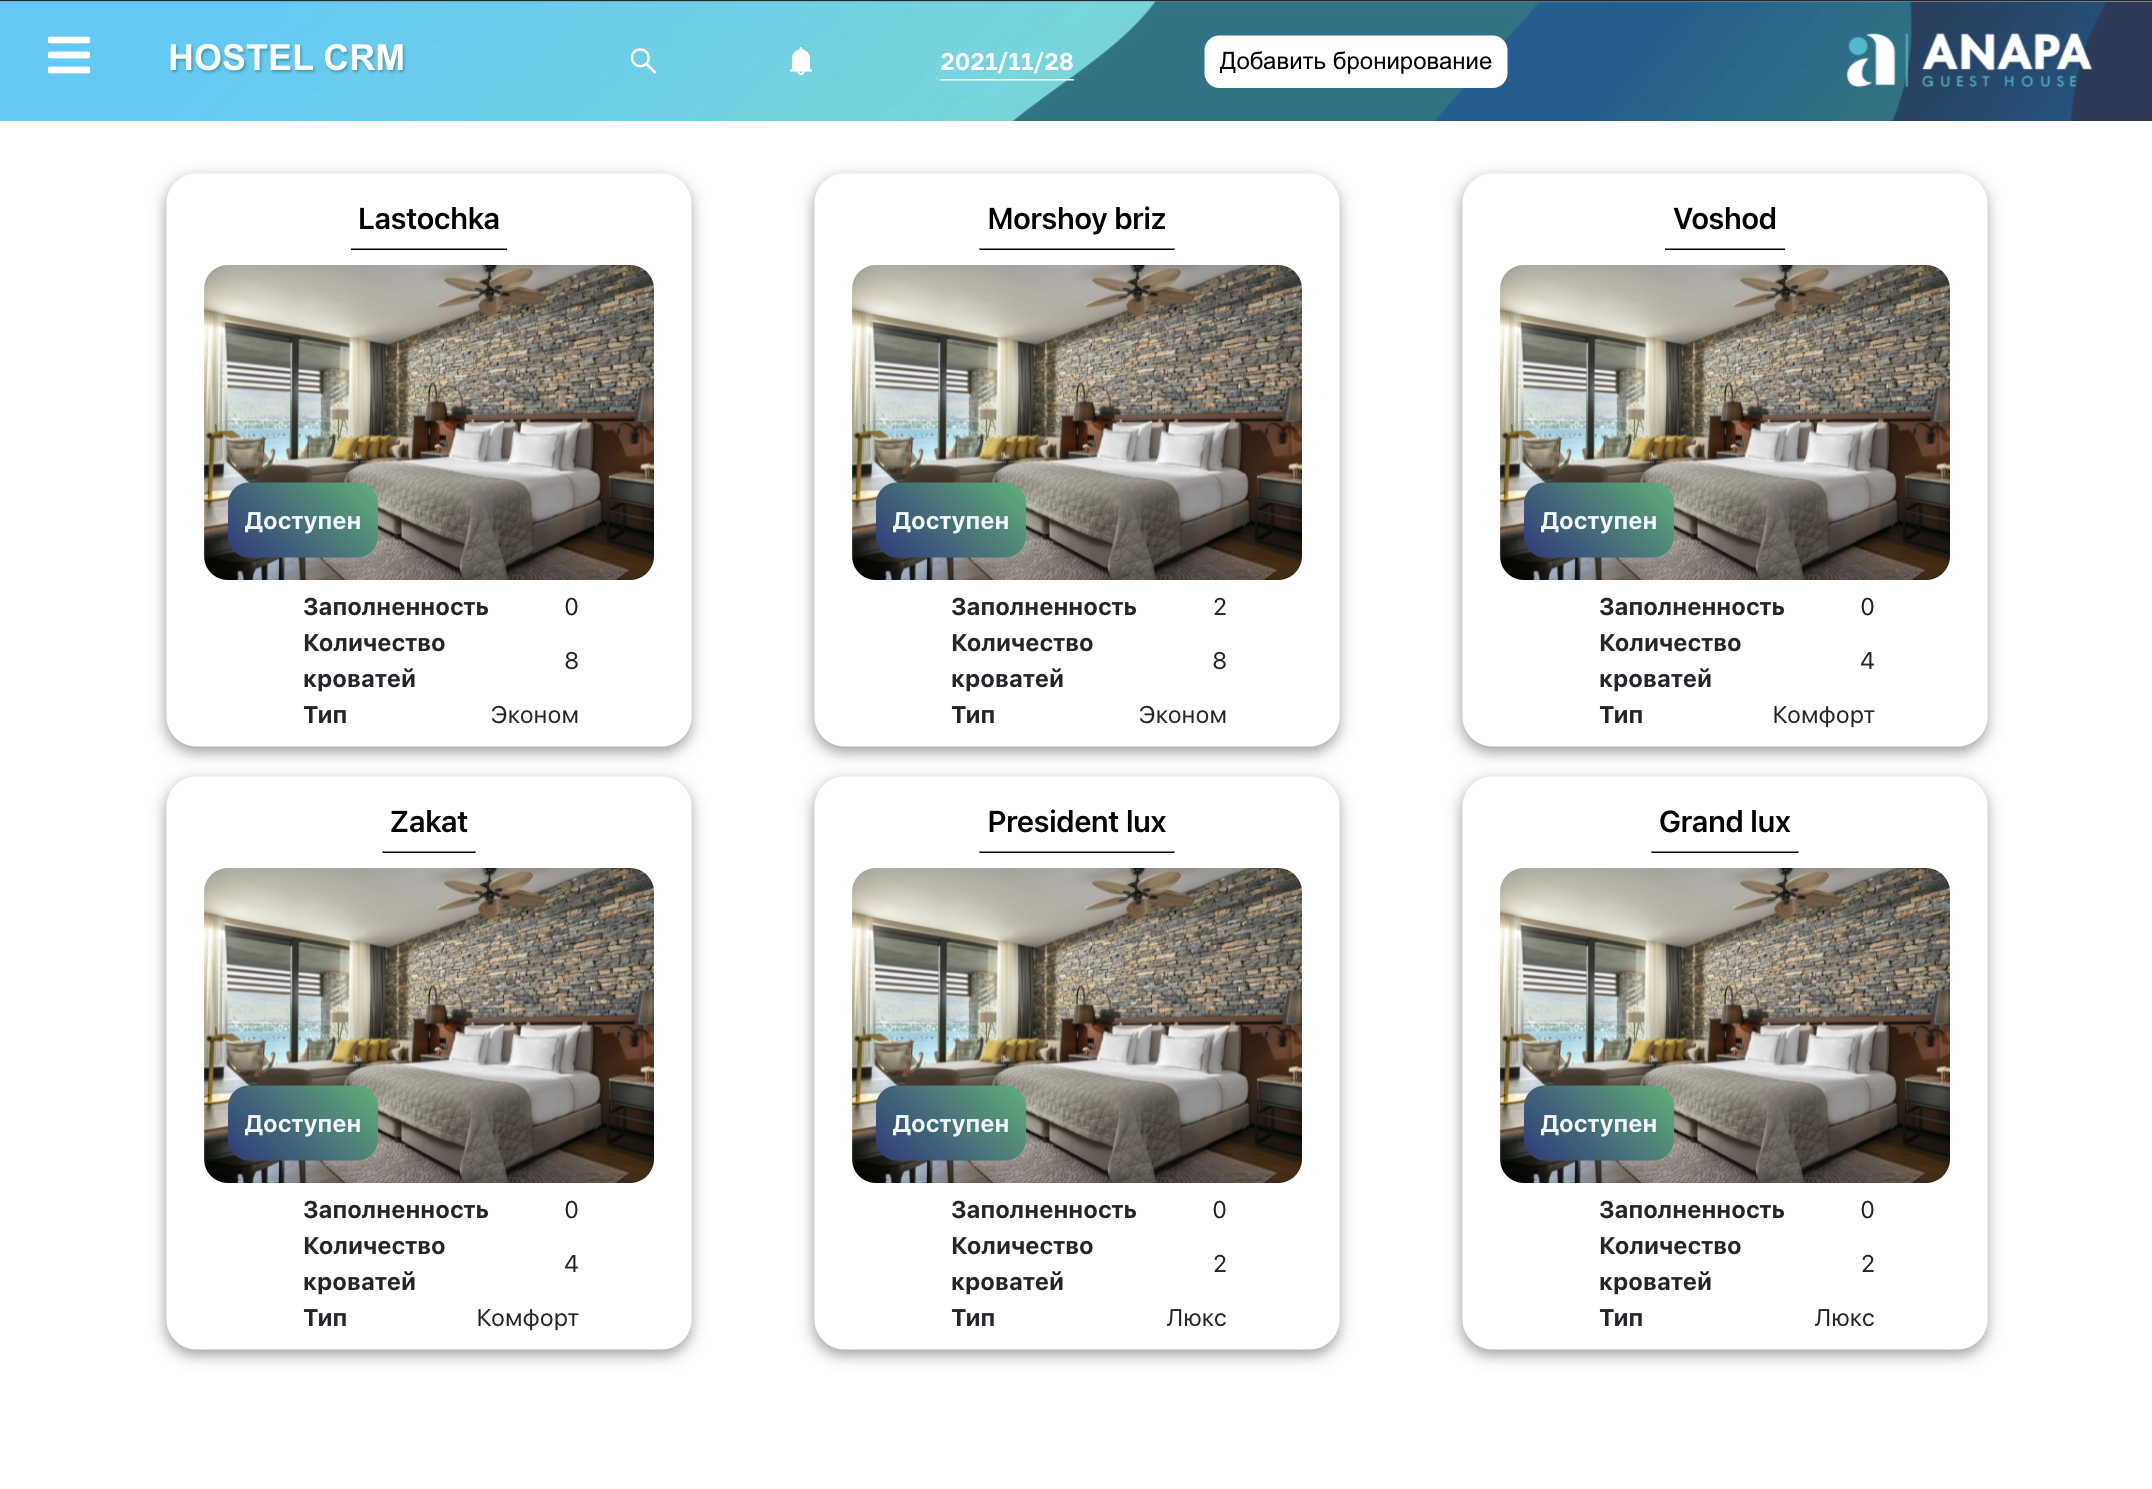 HOSTEL CRM
2021/11/28
Добавить бронирование
a ANAPA
GUEST HOUSE
Lastochka
Доступен
Заполненность 0
Количество
кроватей 8
Тип Эконом
Morshoy briz
Доступен
Заполненность 2
Количество
кроватей 8
Тип Эконом
Voshod
Доступен
Заполненность 0
Количество
кроватей 4
Тип Комфорт
Zakat
Доступен
Заполненность 0
Количество
кроватей 4
Тип Комфорт
President lux
Доступен
Заполненность 0
Количество
кроватей 2
Тип Люкс
Grand lux
Доступен
Заполненность 0
Количество
кроватей 2
Тип Люкс